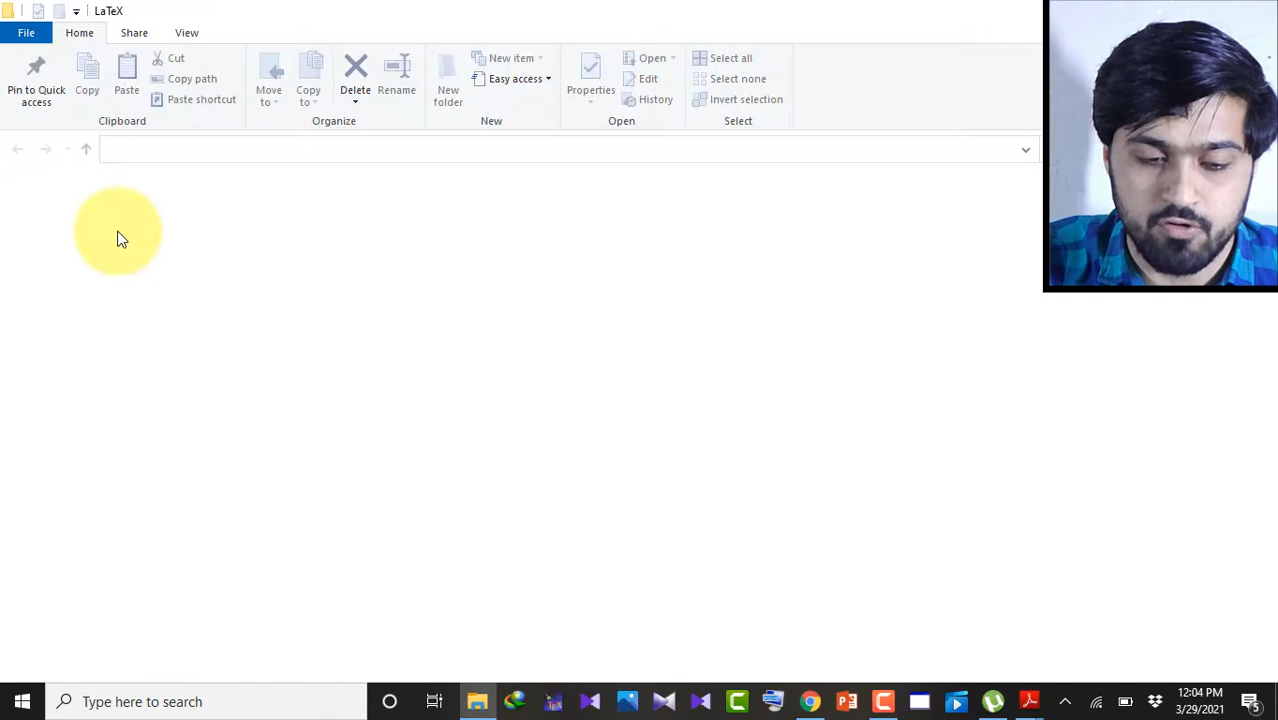 LaTeX
File Home Share View
Pin to Quick access
Copy
Paste
Cut
Copy path
Paste shortcut
Clipboard
Move to
Copy to
Delete
Rename
Organize
New folder
New item
Easy access
New
Properties
Open
Edit
History
Open
Select all
Select none
Invert selection
Select
Type here to search
12:04 PM
3/29/2021
5